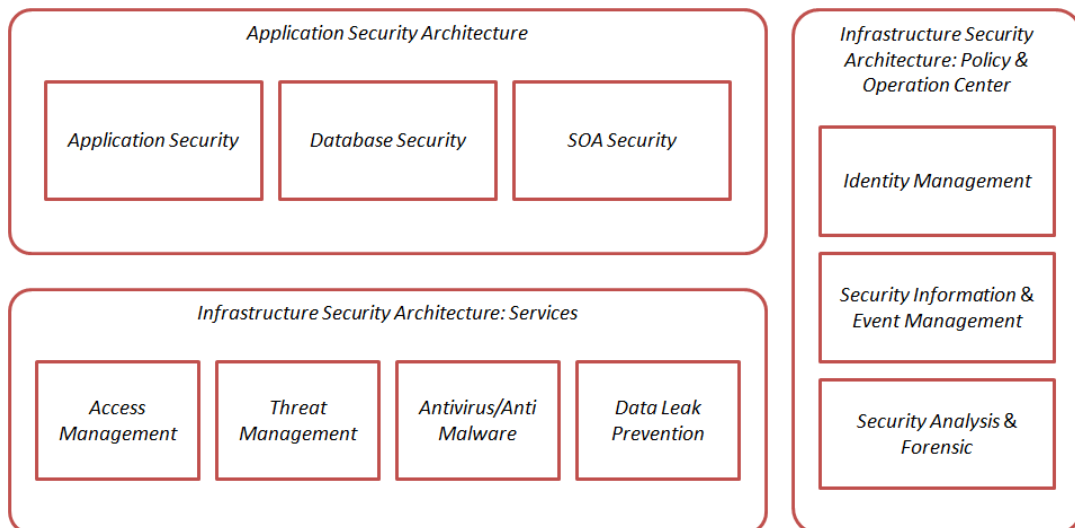 Application Security Architecture
Application Security
Database Security
SOA Security
Infrastructure Security Architecture: Services
Access
Management
Threat
Management
Antivirus/Anti
Malware
Data Leak
Prevention
Infrastructure Security
Architecture: Policy &
Operation Center
Identity Management
Security Information &
Event Management
Security Analysis &
Forensic